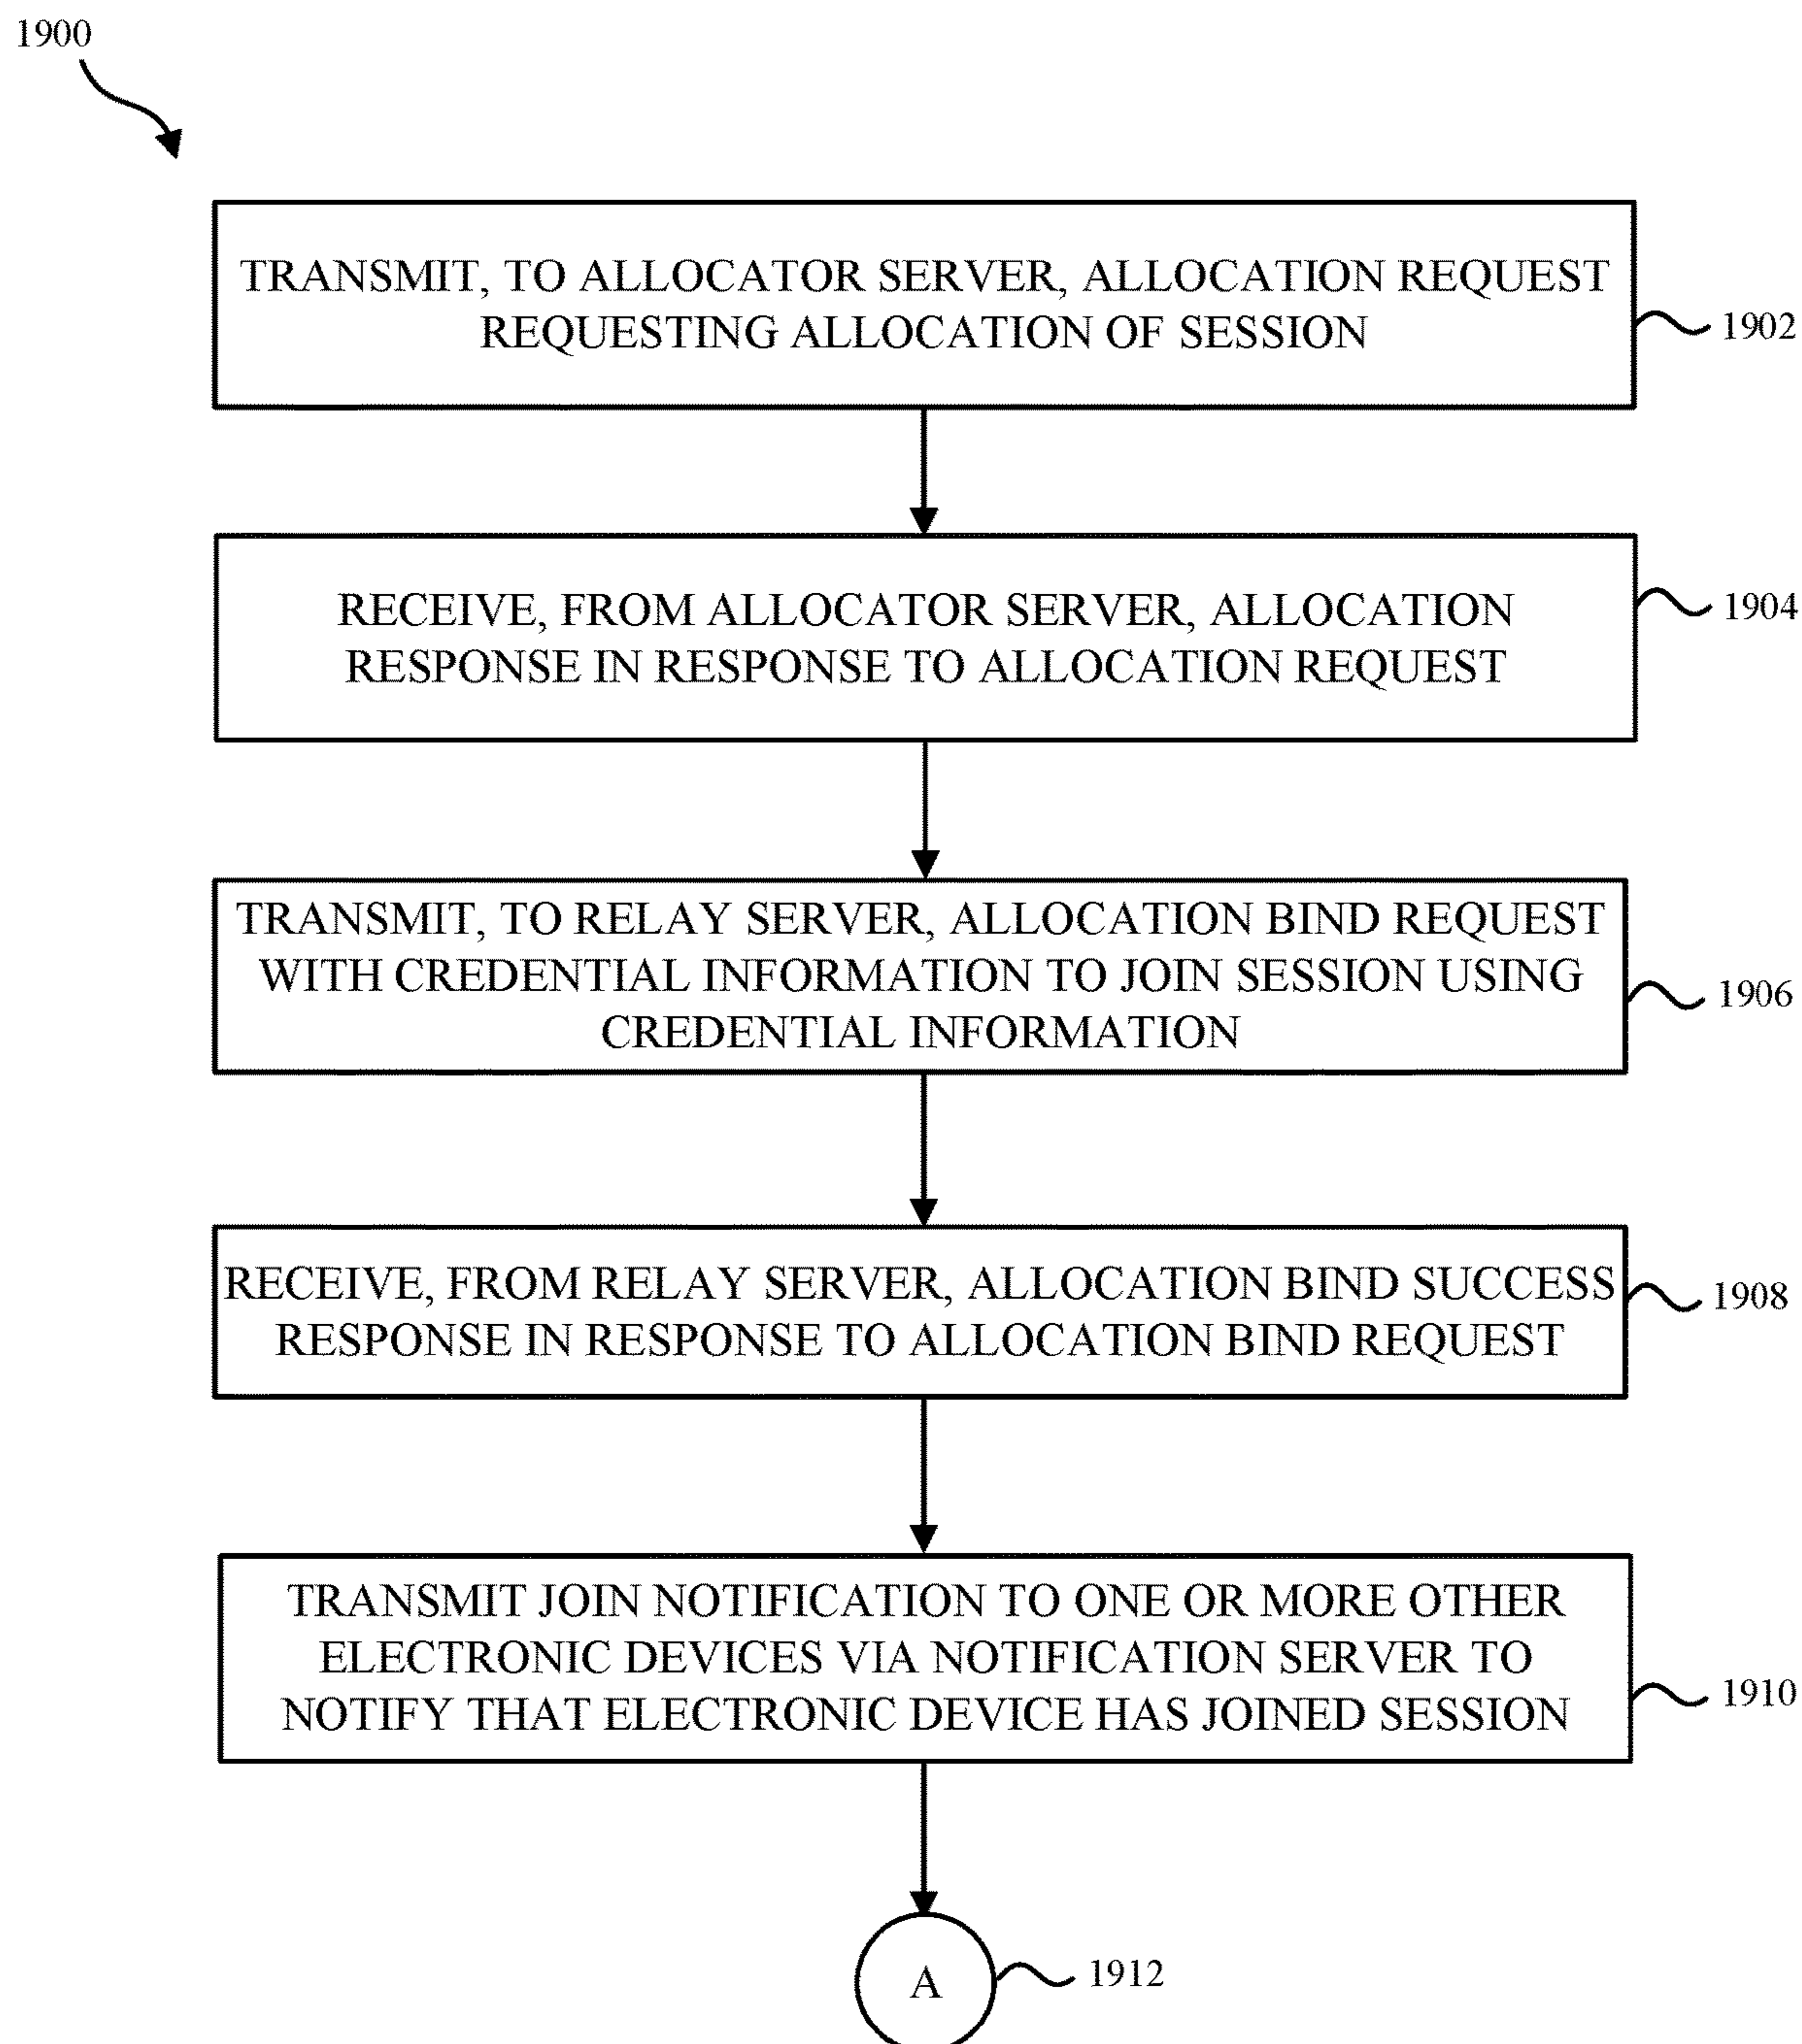 1900
TRANSMIT, TO ALLOCATOR SERVER, ALLOCATION REQUEST
REQUESTING ALLOCATION OF SESSION
1902
RECEIVE, FROM ALLOCATOR SERVER, ALLOCATION
RESPONSE IN RESPONSE TO ALLOCATION REQUEST
1904
TRANSMIT, TO RELAY SERVER, ALLOCATION BIND REQUEST
WITH CREDENTIAL INFORMATION TO JOIN SESSION USING
CREDENTIAL INFORMATION
1906
RECEIVE, FROM RELAY SERVER, ALLOCATION BIND SUCCESS
RESPONSE IN RESPONSE TO ALLOCATION BIND REQUEST
1908
TRANSMIT JOIN NOTIFICATION TO ONE OR MORE OTHER
ELECTRONIC DEVICES VIA NOTIFICATION SERVER TO
NOTIFY THAT ELECTRONIC DEVICE HAS JOINED SESSION
1910
A
1912